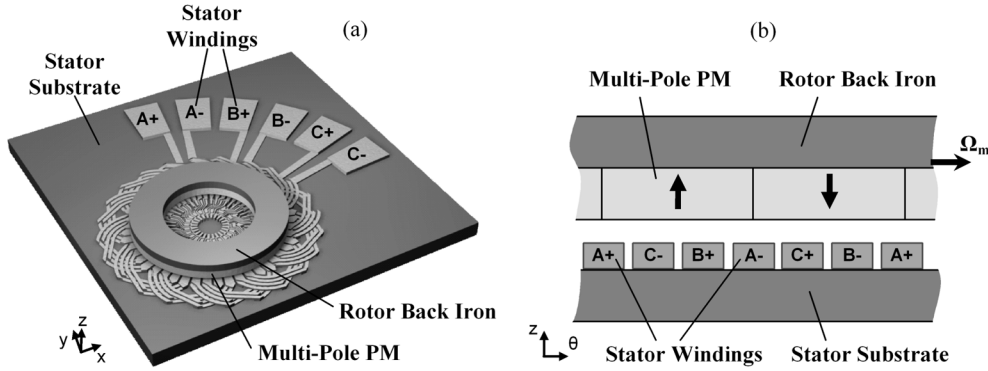 (a)
Stator
Windings
Stator
Substrate
A+
A-
B+
B-
C+
C-
Rotor Back Iron
Multi-Pole PM
z
y
x
(b)
Multi-Pole PM
Rotor Back Iron
Ωm
A+ C- B+ A- C+ B- A+
z
θ
Stator Windings
Stator Substrate